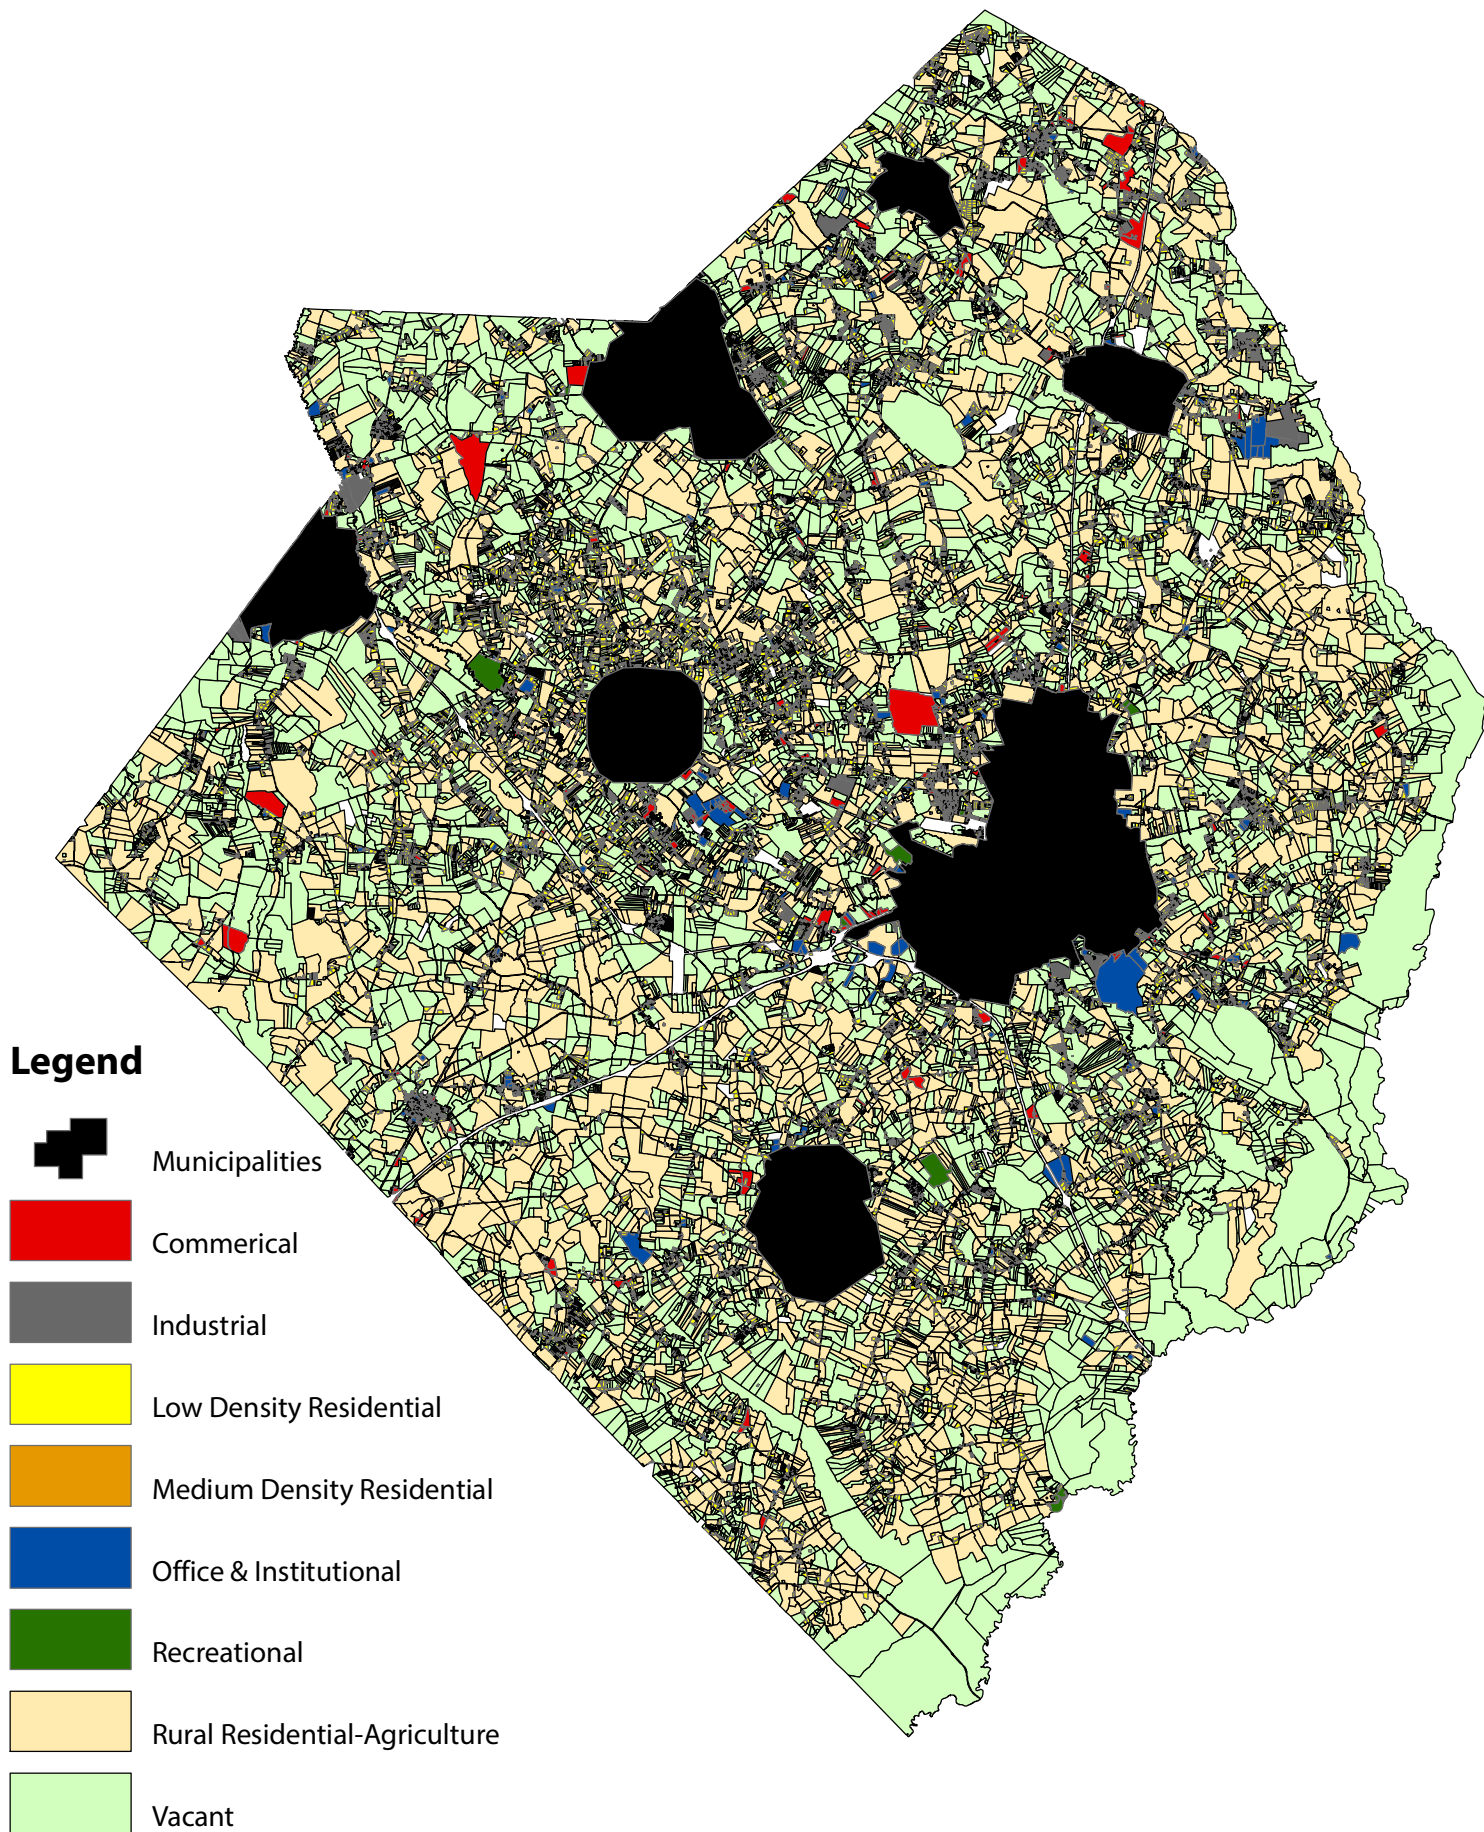 Legend
Municipalities
Commerical
Industrial
Low Density Residential
Medium Density Residential
Office & Institutional
Recreational
Rural Residential-Agriculture
Vacant